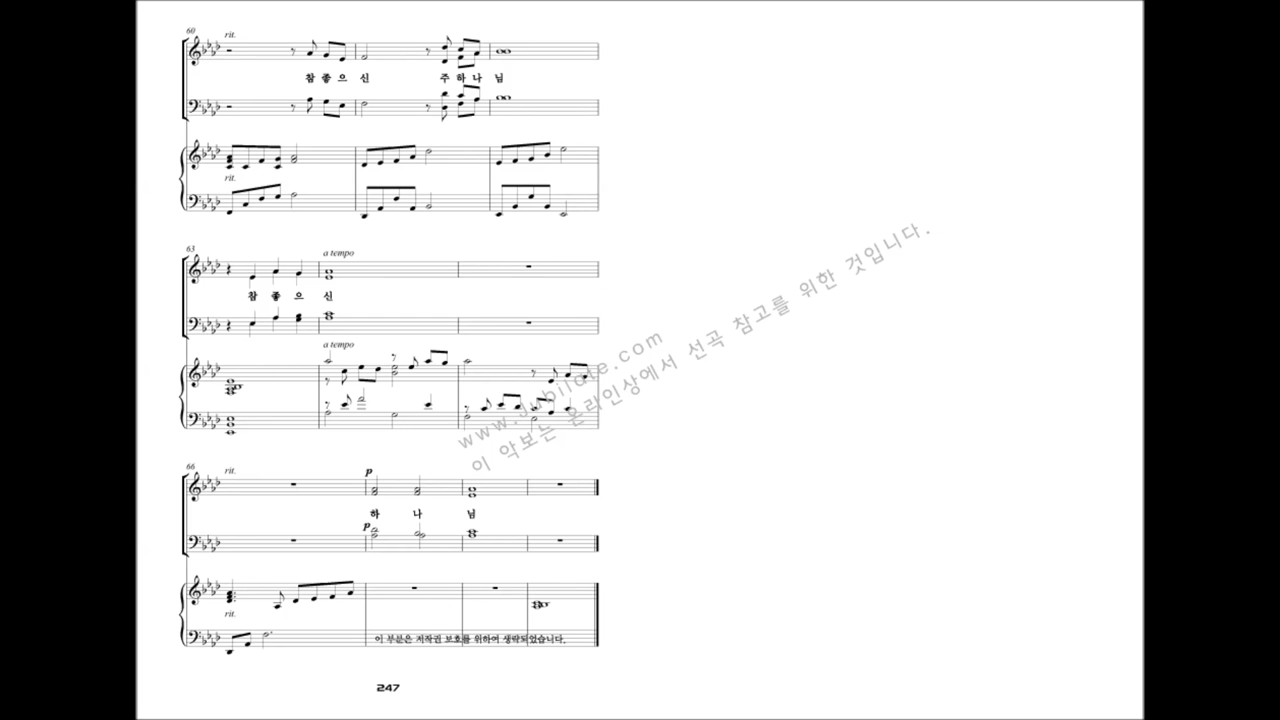 60
rit.
참 좋 으 신 주 하 나 님
rit.
63
a tempo
참 좋 으 신
a tempo
66
rit.
p
하 나 님
p
rit.
이 부분은 저작권 보호를 위하여 생략되었습니다.
247
www.Jubilote.com
이 악보는 온라인상에서 선곡 참고를 위한 것입니다.